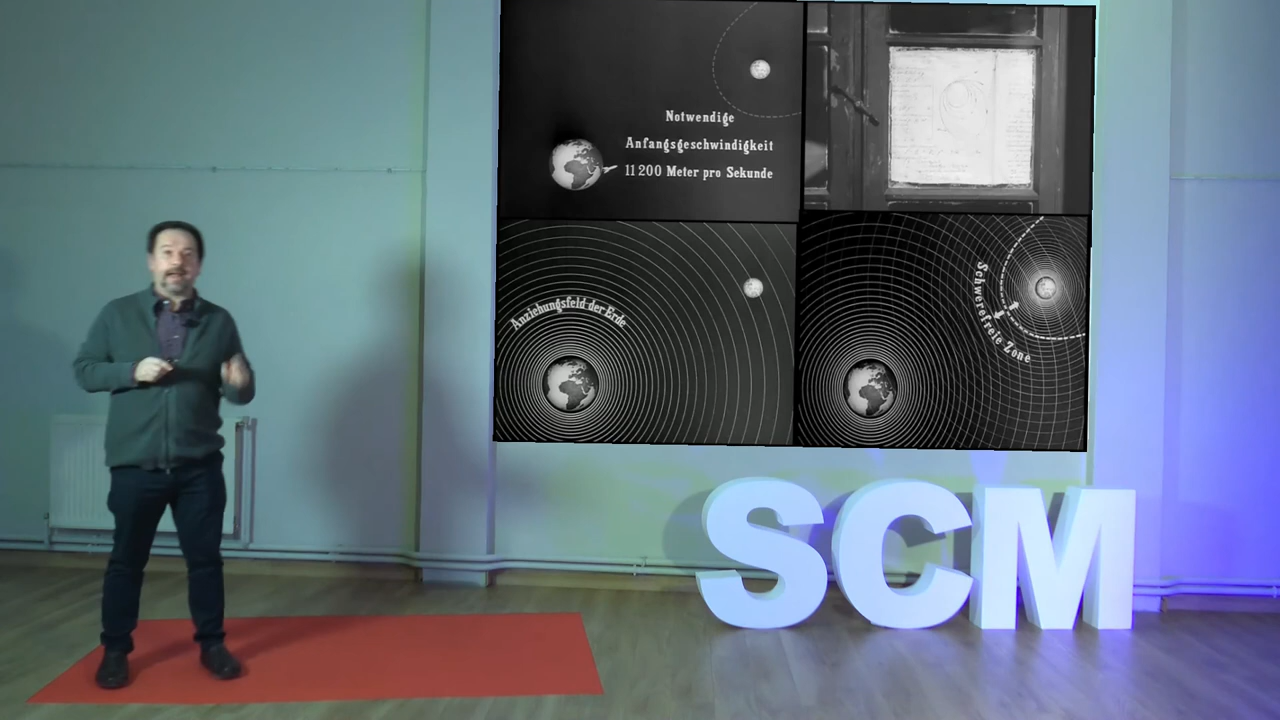 Notwendige
Anfangsgeschwindigkeit
11 200 Meter pro Sekunde
Anziehungsfeld der Erde
Schwerefreie Zone
SCM